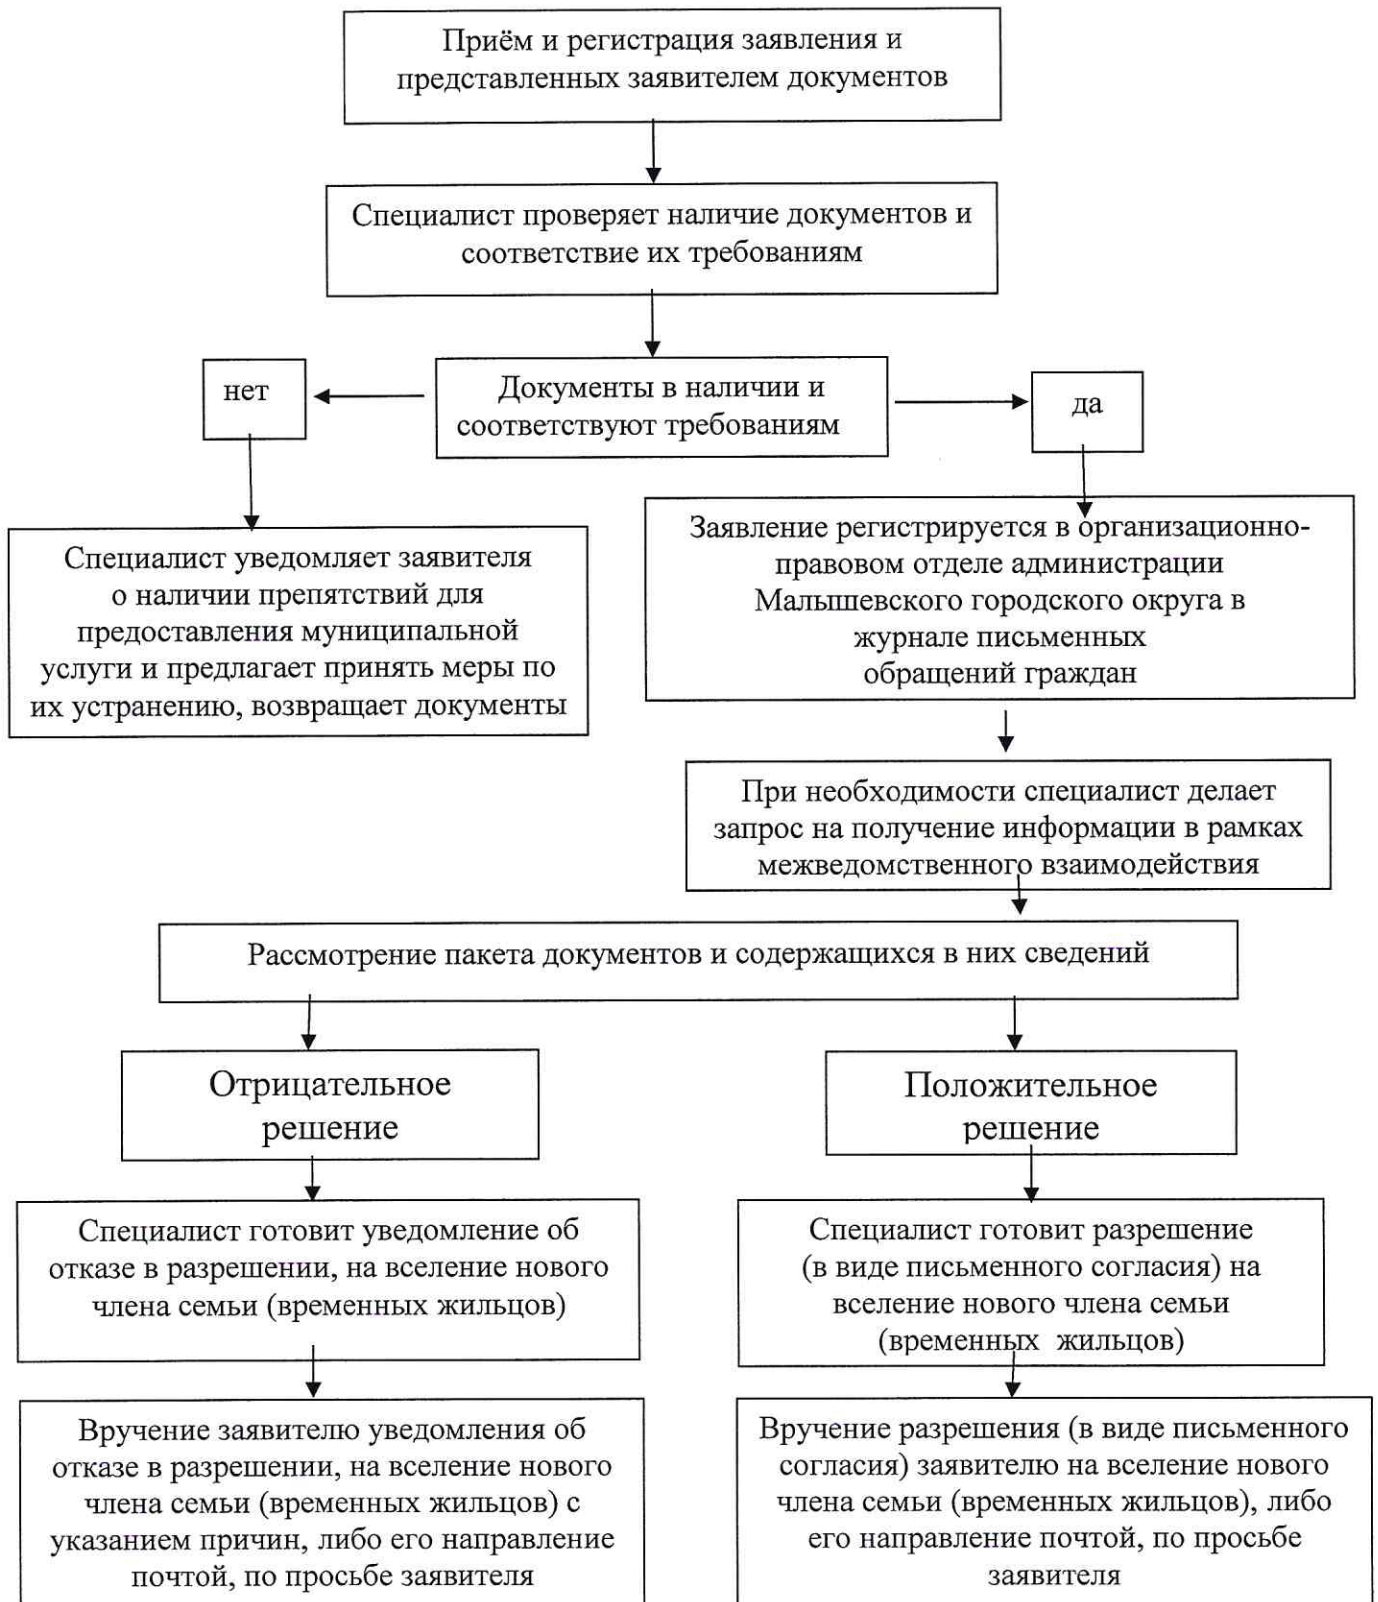 Приём и регистрация заявления и
представленных заявителем документов
Специалист проверяет наличие документов и
соответствие их требованиям
нет
Документы в наличии и
соответствуют требованиям
да
Специалист уведомляет заявителя
о наличии препятствий для
предоставления муниципальной
услуги и предлагает принять меры по
их устранению, возвращает документы
Заявление регистрируется в организационно-
правовом отделе администрации
Малышевского городского округа в
журнале письменных
обращений граждан
При необходимости специалист делает
запрос на получение информации в рамках
межведомственного взаимодействия
Рассмотрение пакета документов и содержащихся в них сведений
Отрицательное
решение
Положительное
решение
Специалист готовит уведомление об
отказе в разрешении, на вселение нового
члена семьи (временных жильцов)
Специалист готовит разрешение
(в виде письменного согласия) на
вселение нового члена семьи
(временных жильцов)
Вручение заявителю уведомления об
отказе в разрешении, на вселение нового
члена семьи (временных жильцов) с
указанием причин, либо его направление
почтой, по просьбе заявителя
Вручение разрешения (в виде письменного
согласия) заявителю на вселение нового
члена семьи (временных жильцов), либо
его направление почтой, по просьбе
заявителя